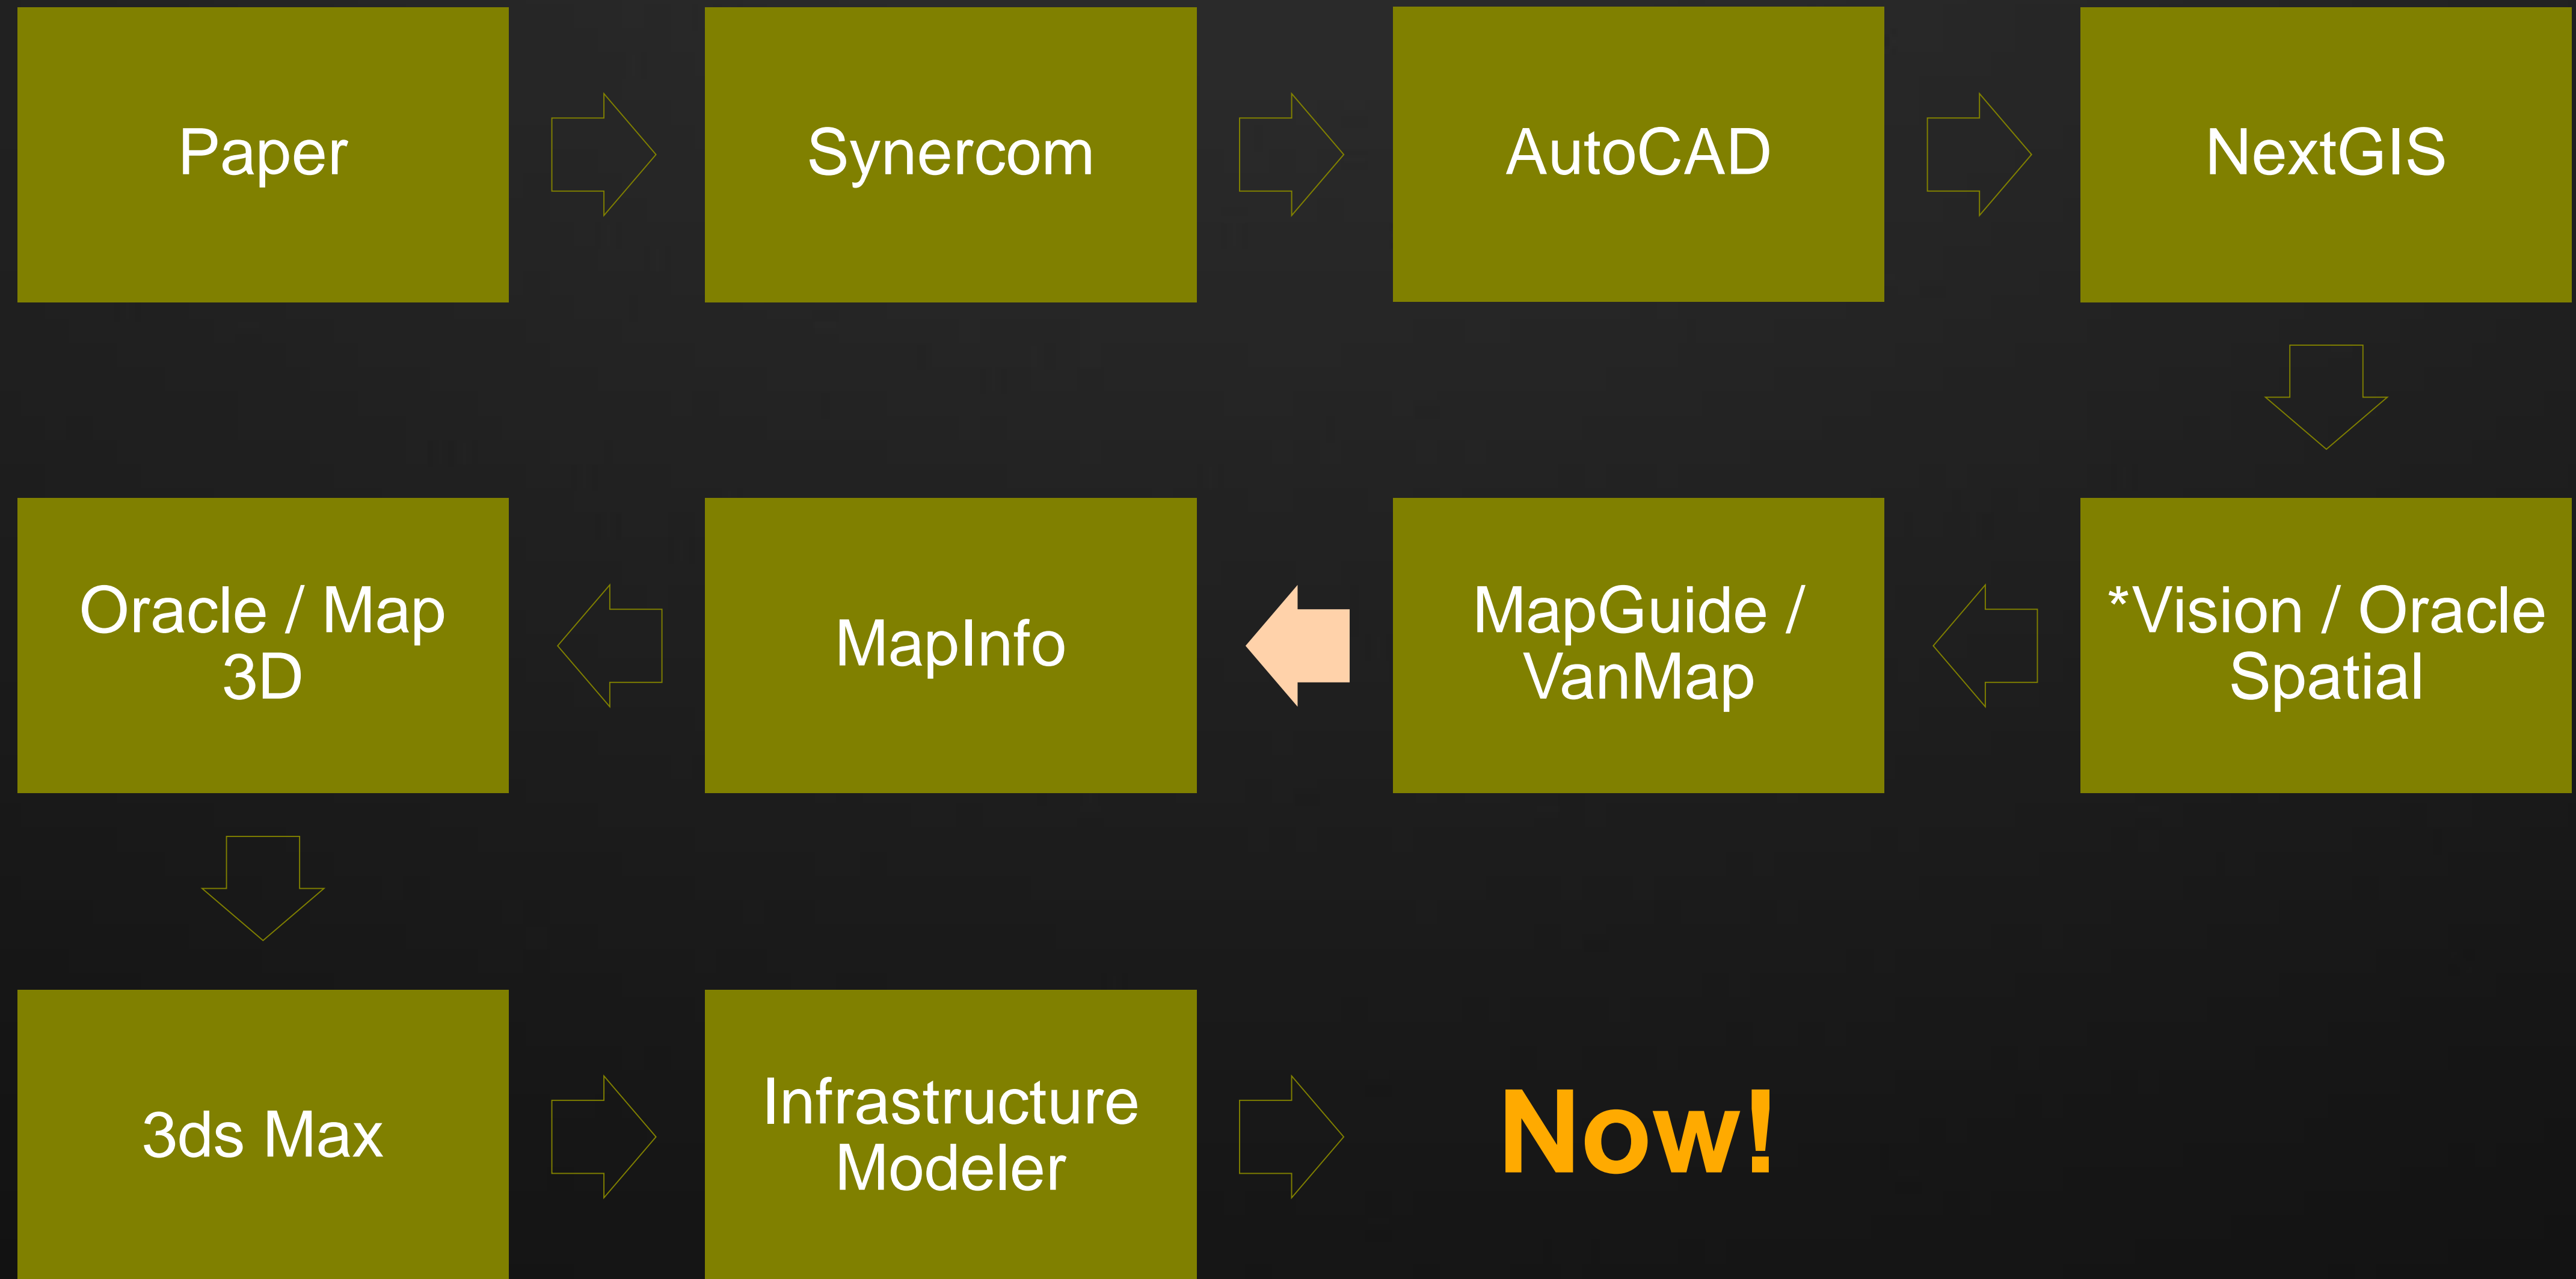 Paper
Synercom
AutoCAD
NextGIS
*Vision / Oracle
Spatial
MapGuide /
VanMap
MapInfo
Oracle / Map
3D
3ds Max
Infrastructure
Modeler
Now!